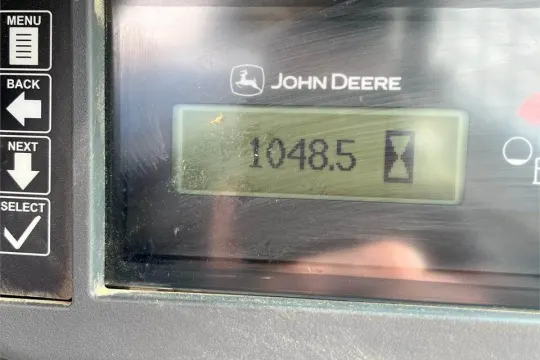 MENU
BACK
NEXT
SELECT
JOHN DEERE
1048.5